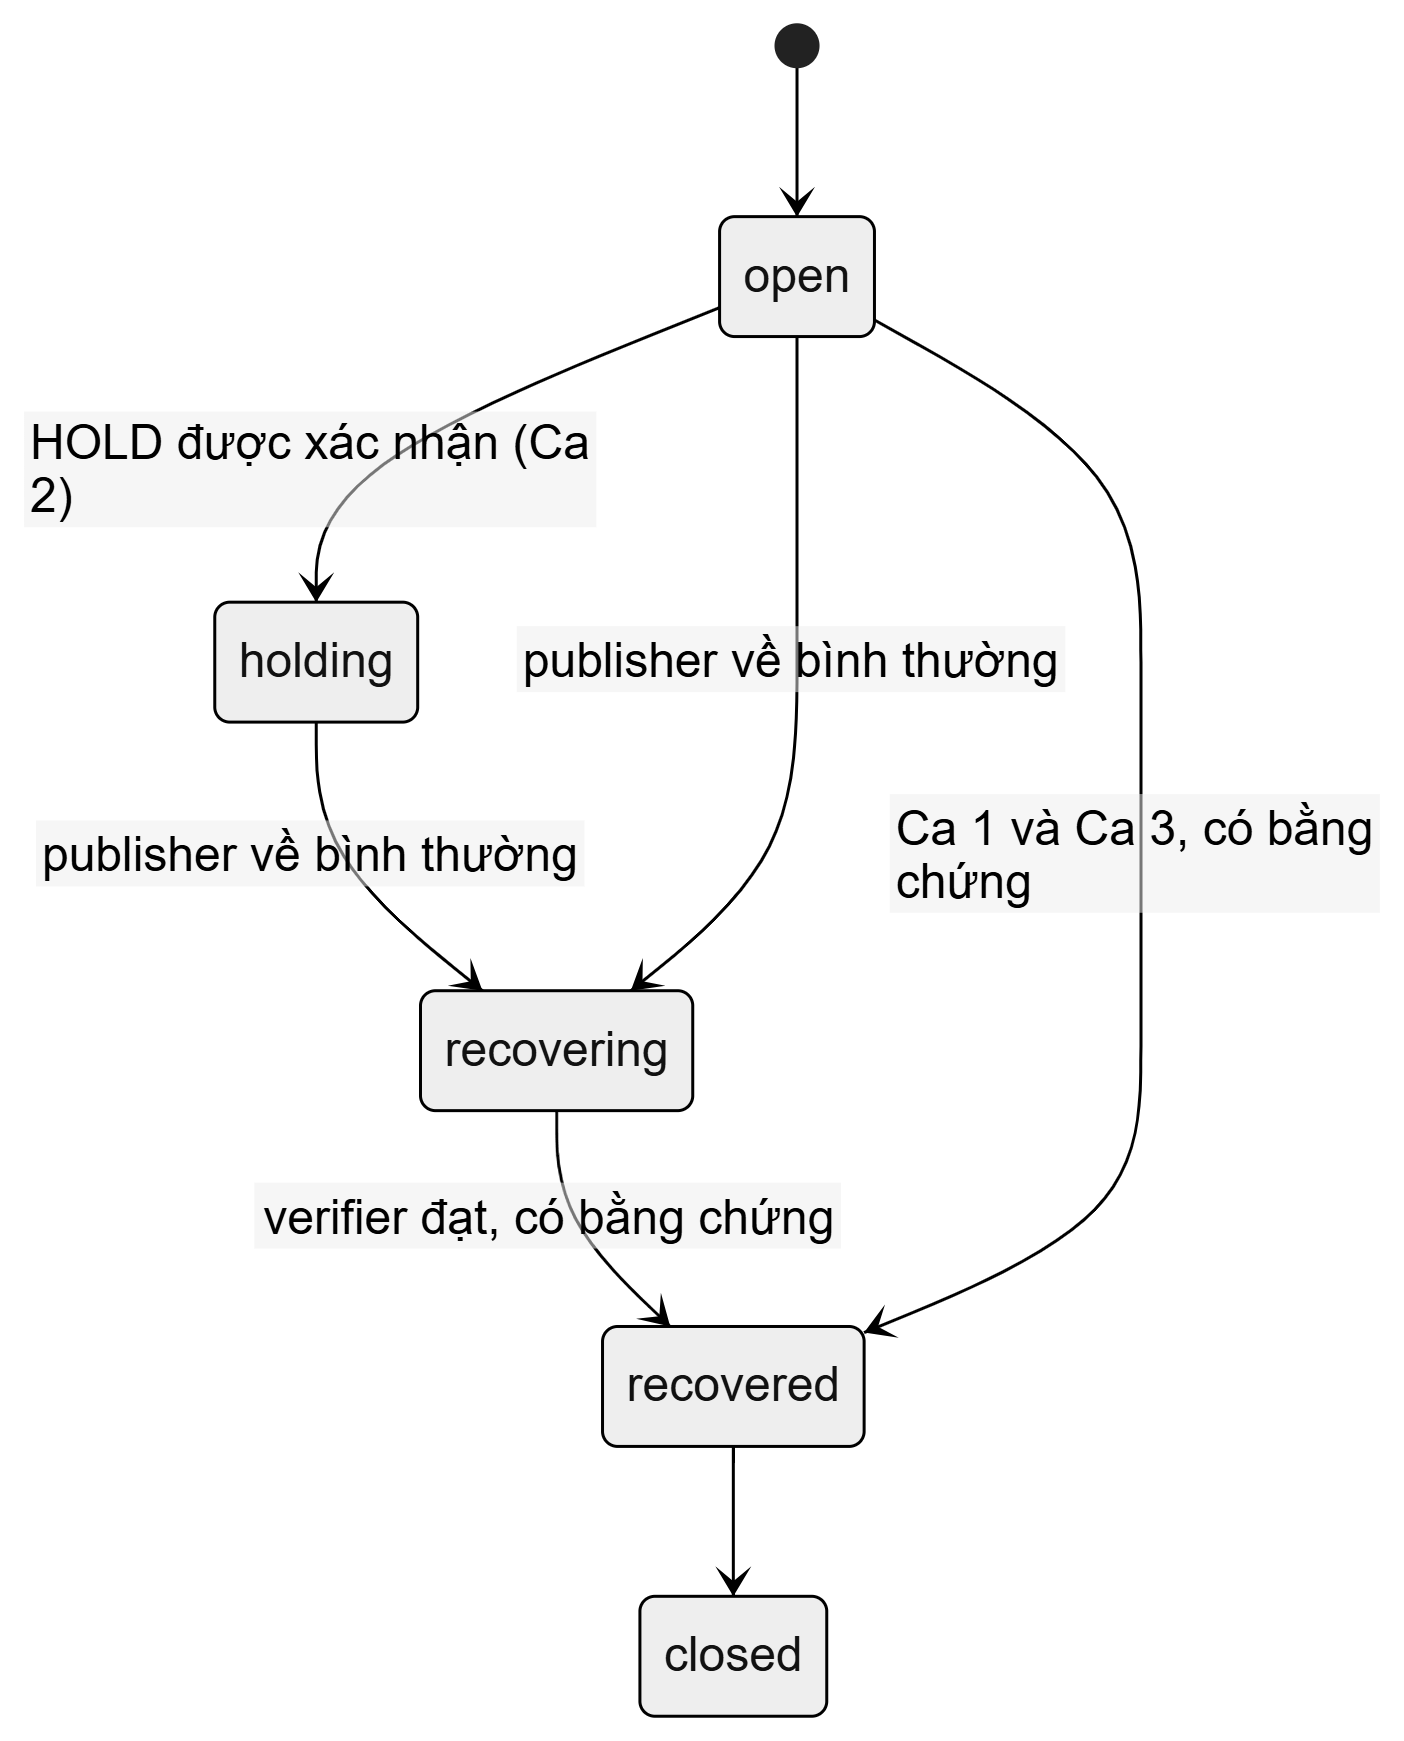 open
HOLD được xác nhận (Ca
2)
holding
publisher về bình thường
publisher về bình thường
Ca 1 và Ca 3, có bằng
chứng
recovering
verifier đạt, có bằng chứng
recovered
closed